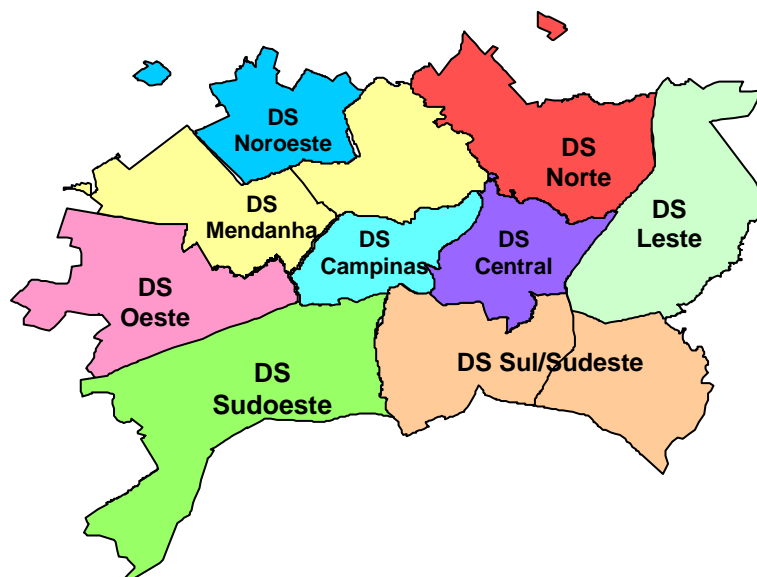 DS
Noroeste
DS
Norte
DS
Mendanha
DS
Leste
DS
Campinas
DS
Central
DS
Oeste
DS Sul/Sudeste
DS
Sudoeste